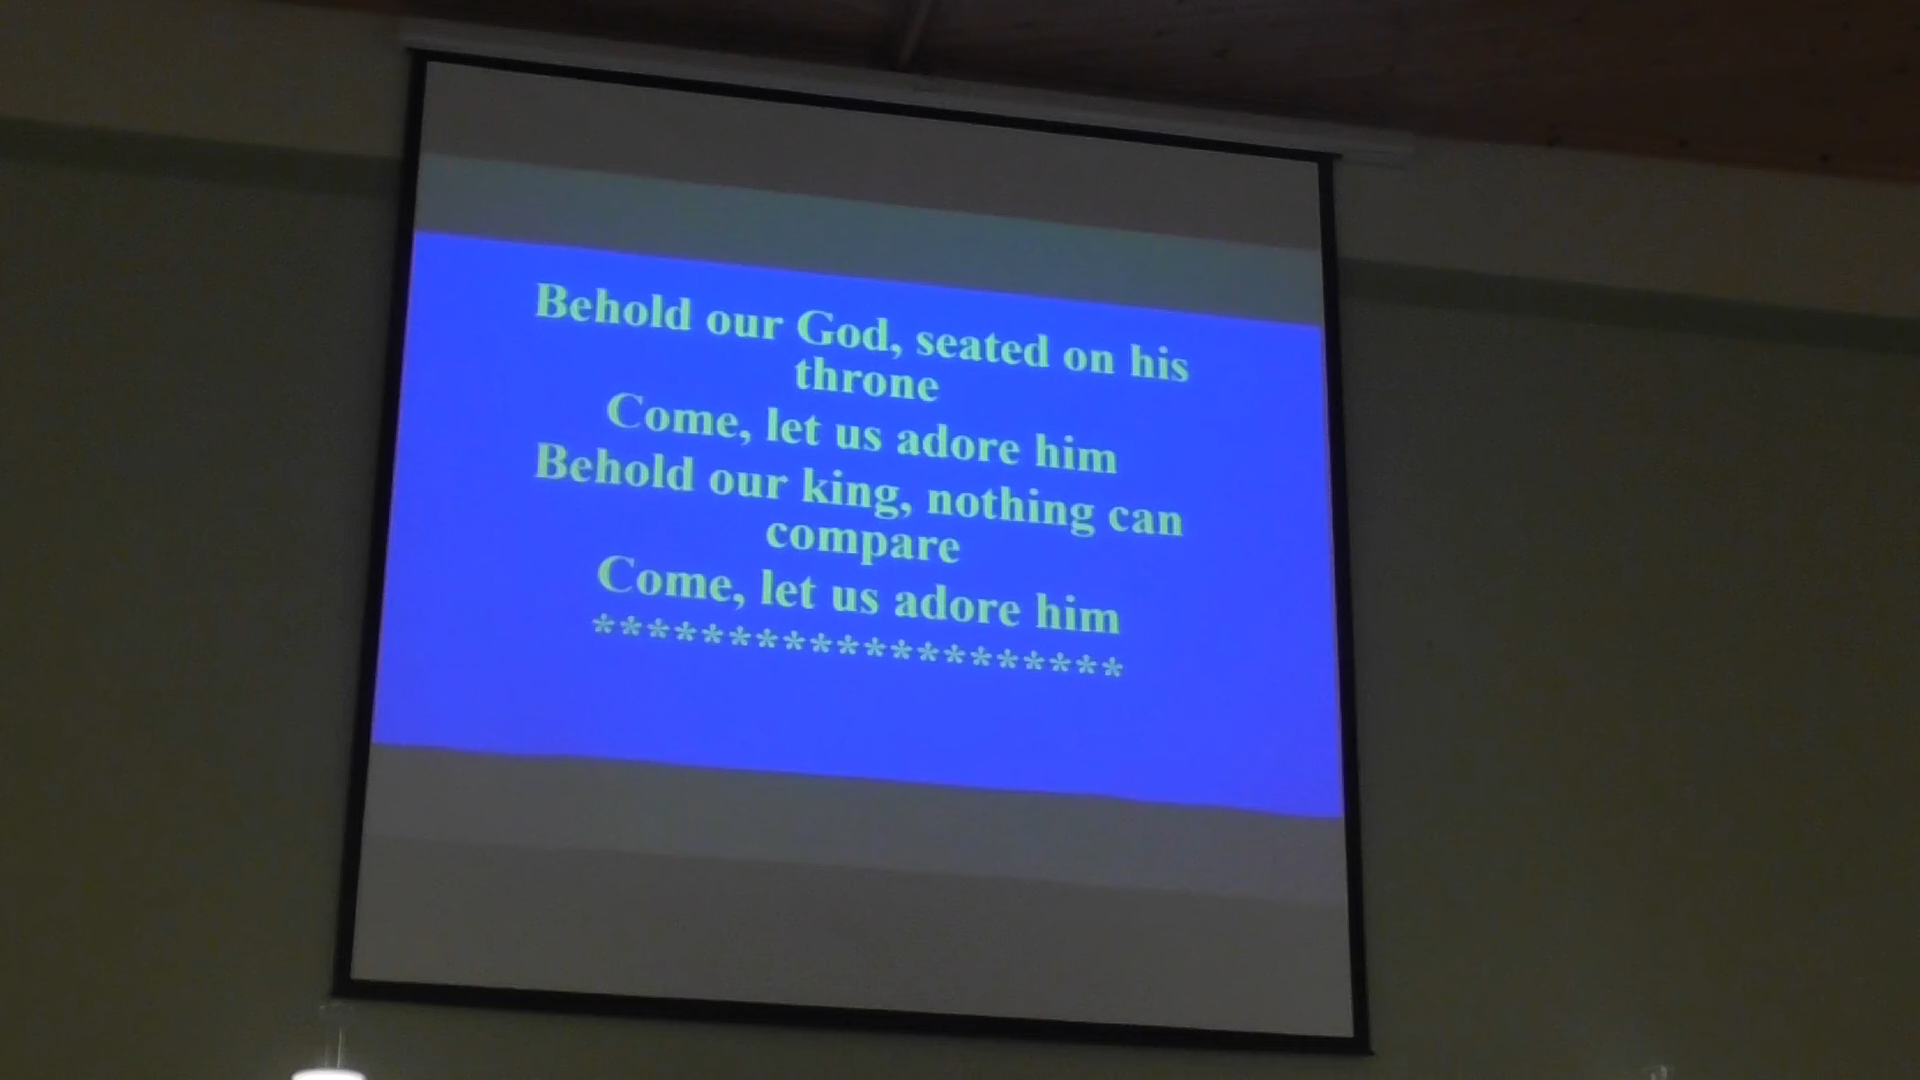 Behold our God, seated on his
throne
Come, let us adore him
Behold our king, nothing can
compare
Come, let us adore him
********************